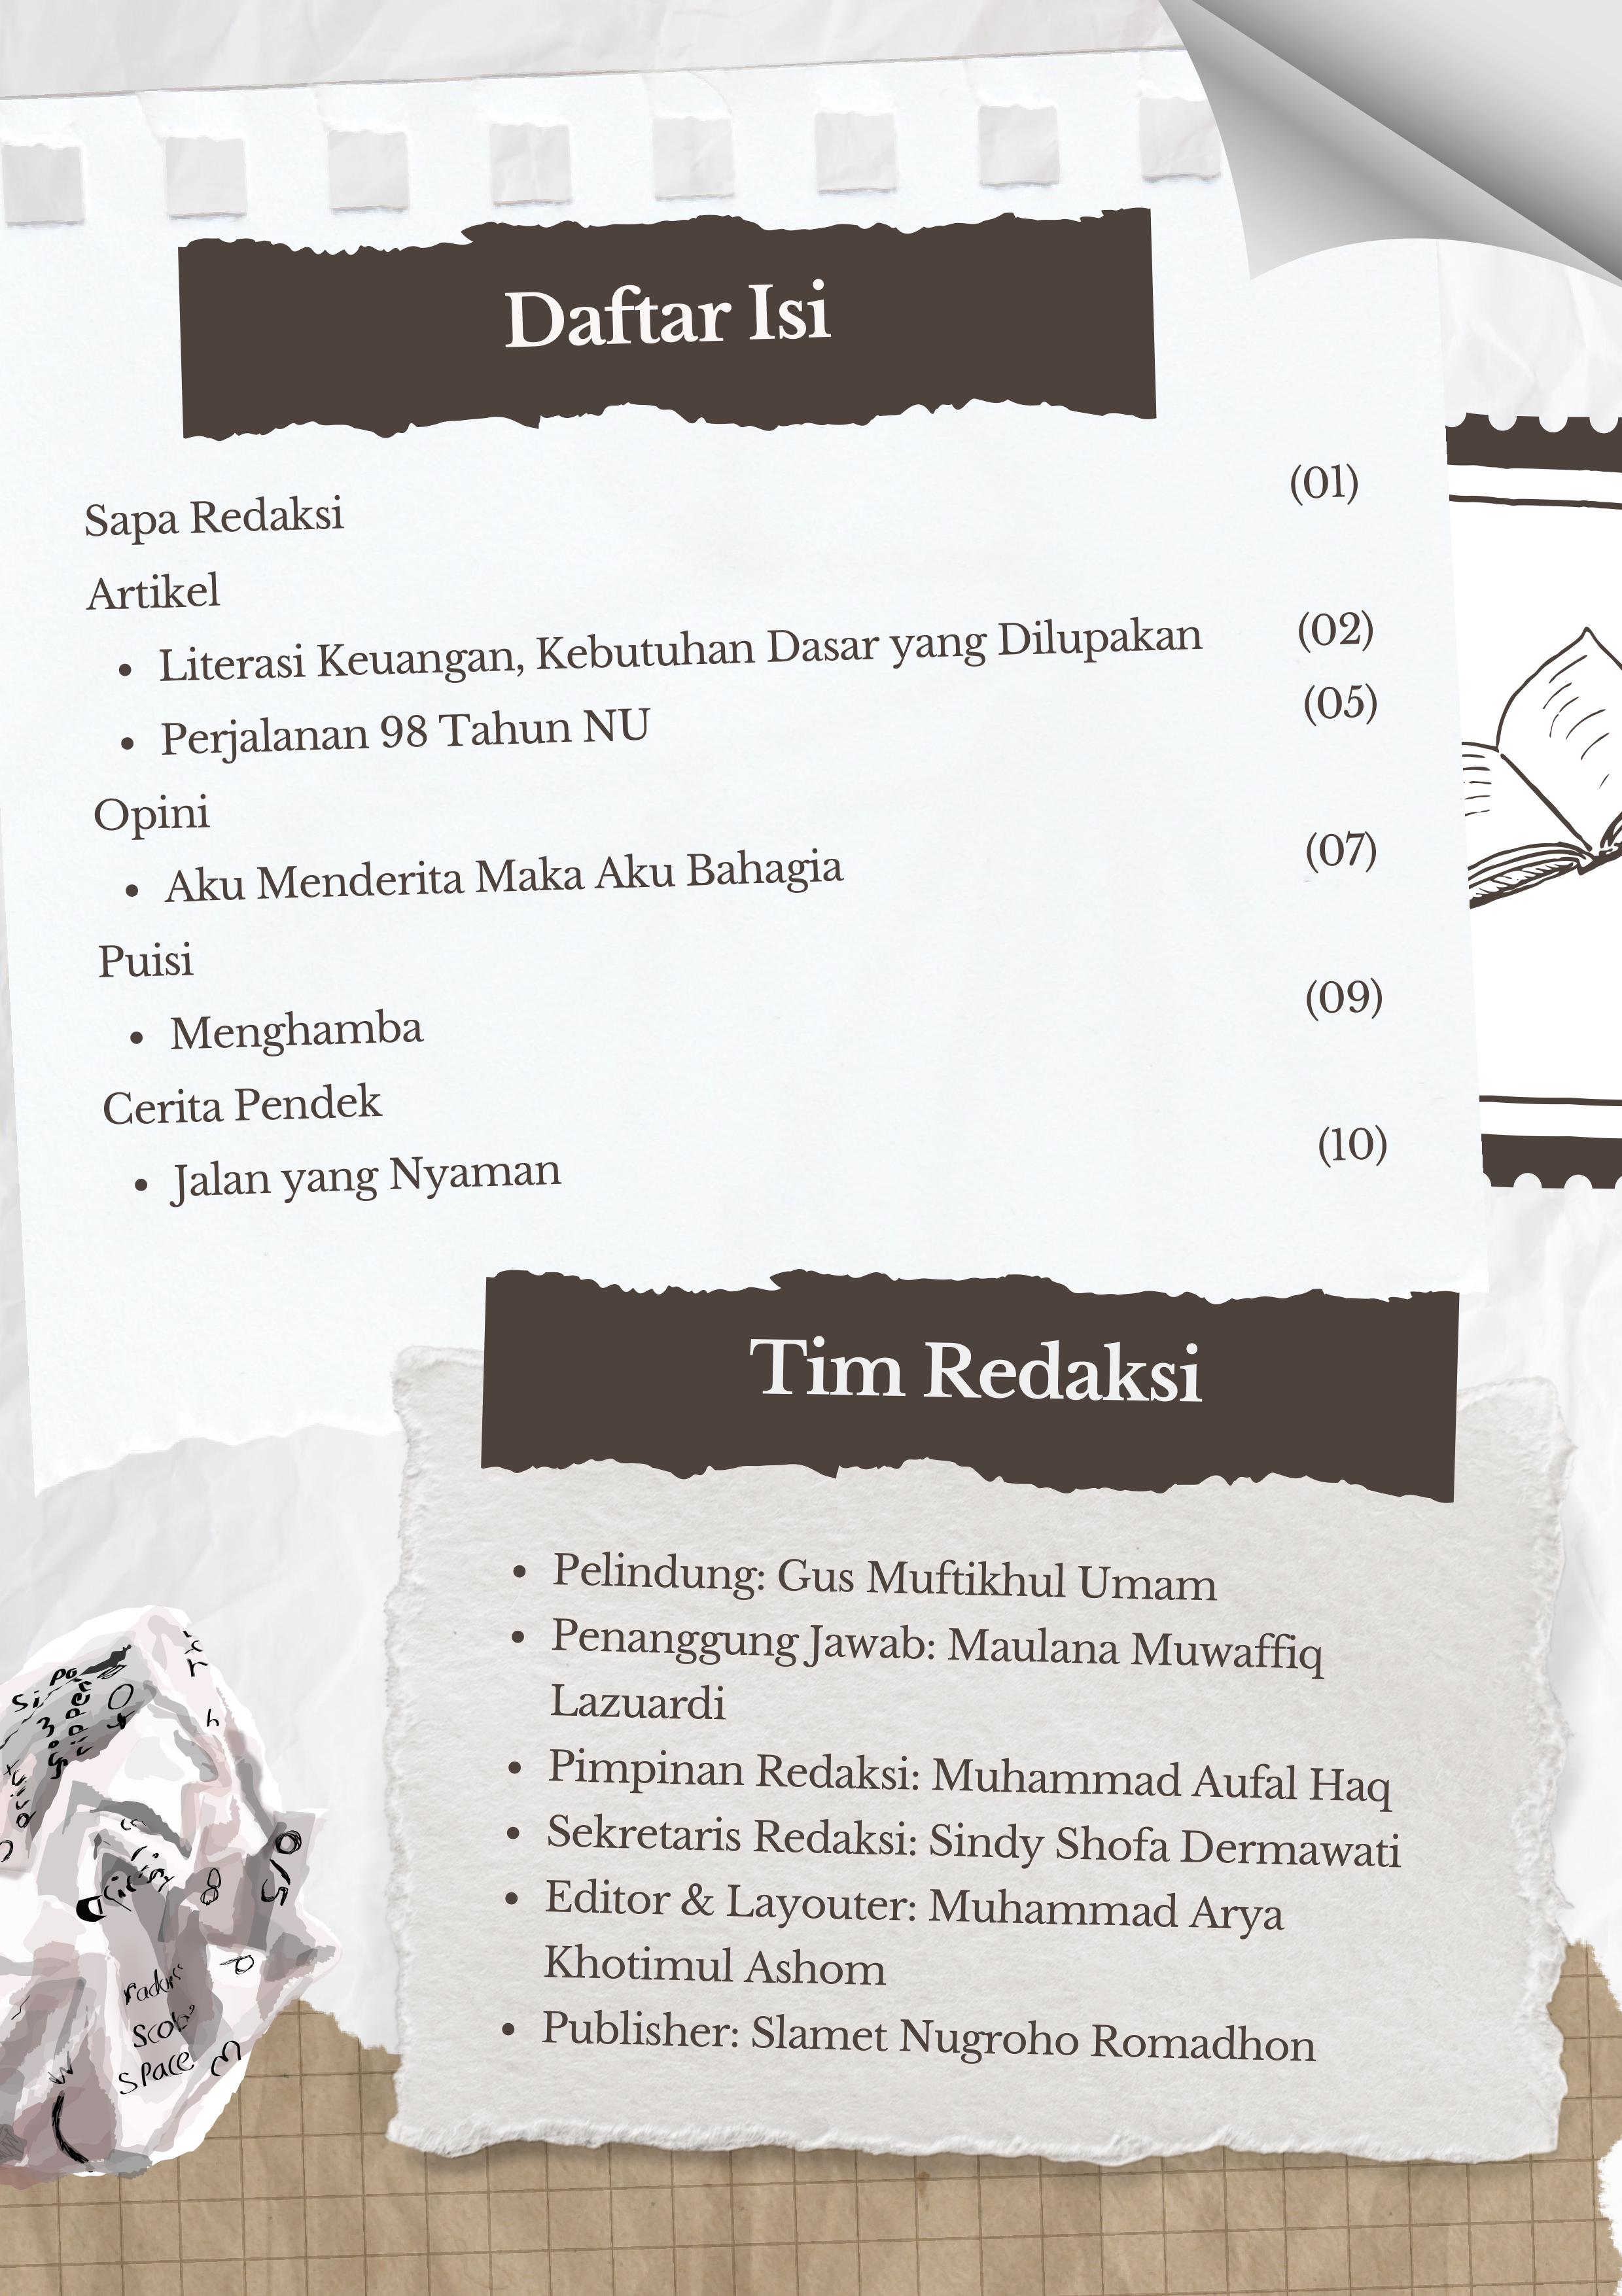 Daftar Isi
Sapa Redaksi (01)
Artikel
• Literasi Keuangan, Kebutuhan Dasar yang Dilupakan (02)
• Perjalanan 98 Tahun NU (05)
Opini
• Aku Menderita Maka Aku Bahagia (07)
Puisi
• Menghamba (09)
Cerita Pendek
• Jalan yang Nyaman (10)
Tim Redaksi
• Pelindung: Gus Muftikhul Umam
• Penanggung Jawab: Maulana Muwaffiq
Lazuardi
• Pimpinan Redaksi: Muhammad Aufal Haq
• Sekretaris Redaksi: Sindy Shofa Dermawati
• Editor & Layouter: Muhammad Arya
Khotimul Ashom
• Publisher: Slamet Nugroho Romadhon
space